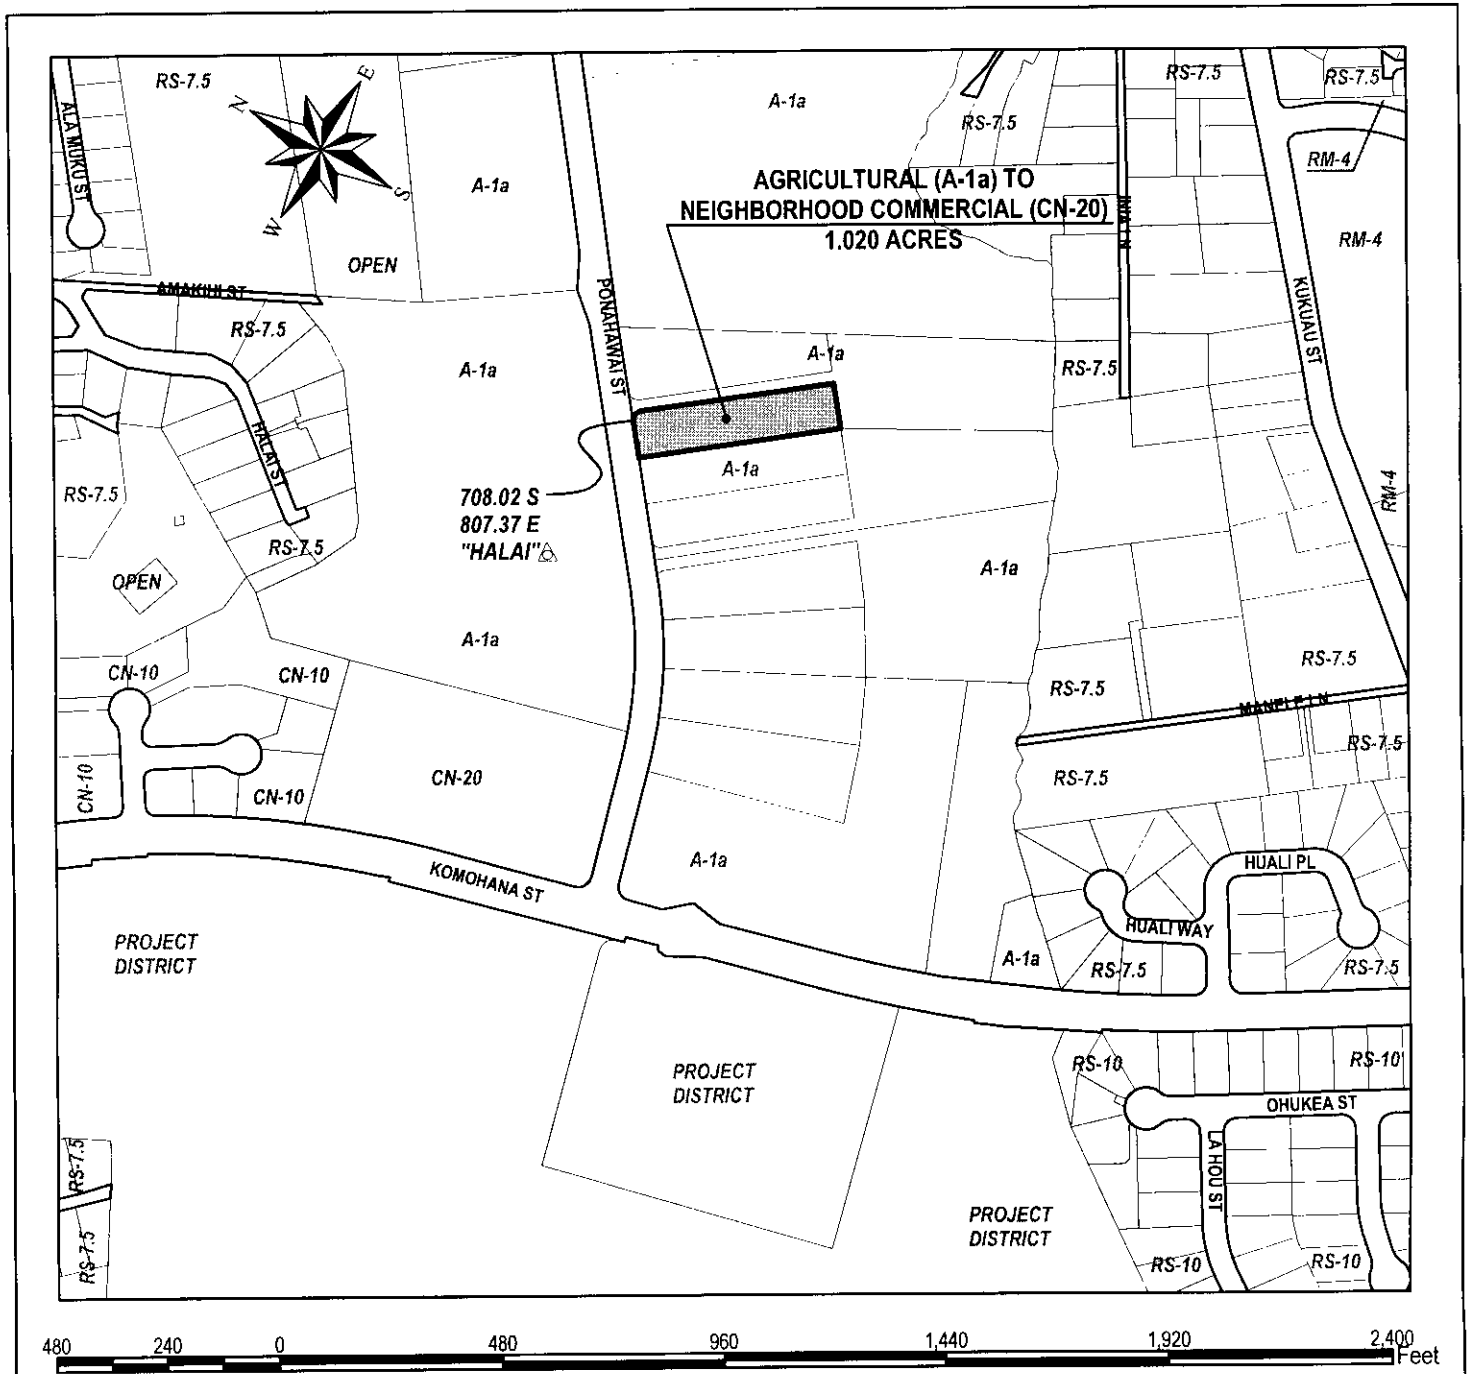 RS-7.5
E
N
S
W
ALA MUKU ST
A-1a
OPEN
AMAKIHI ST
RS-7.5
A-1a
RS-7.5
RS-7.5
RS-7.5
RM-4
RM-4
A-1a
AGRICULTURAL (A-1a) TO
NEIGHBORHOOD COMMERCIAL (CN-20)
1.020 ACRES
PONAHAWAI ST
KUKUAU ST
A-1a
A-1a
RS-7.5
HALAI ST
RS-7.5
RS-7.5
OPEN
708.02 S
807.37 E
"HALAI"
A-1a
A-1a
RM-4
A-1a
CN-10
CN-10
CN-10
CN-10
CN-20
KOMOHANA ST
A-1a
A-1a
RS-7.5
RS-7.5
RS-7.5
RS-7.5
HUALI PL
HUALI WAY
RS-7.5
RS-7.5
PROJECT
DISTRICT
PROJECT
DISTRICT
PROJECT
DISTRICT
RS-10
RS-10
OHUKEA ST
LA HOU ST
RS-10
RS-10
RS-7.5
RS-7.5
480 240 0 480 960 1,440 1,920 2,400
Feet